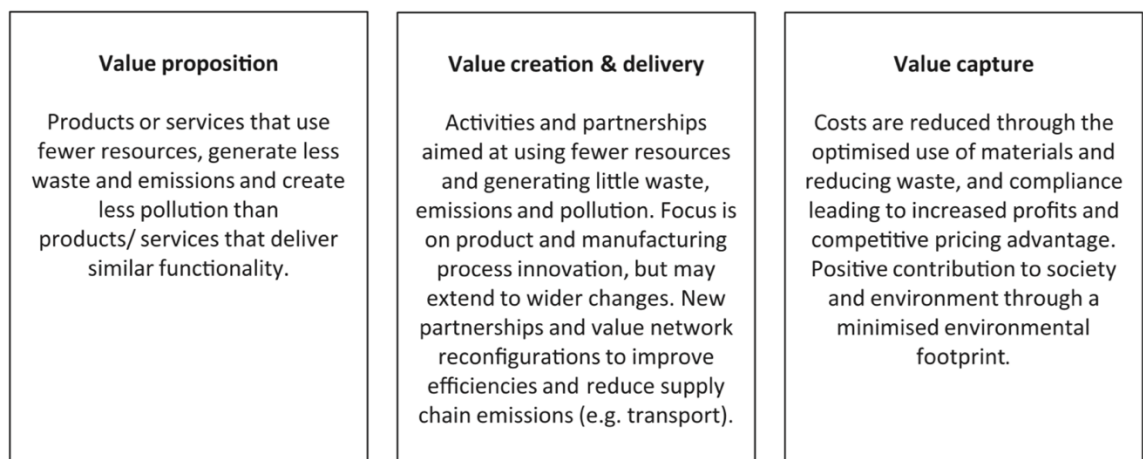 Value proposition
Products or services that use
fewer resources, generate less
waste and emissions and create
less pollution than
products/ services that deliver
similar functionality.
Value creation & delivery
Activities and partnerships
aimed at using fewer resources
and generating little waste,
emissions and pollution. Focus is
on product and manufacturing
process innovation, but may
extend to wider changes. New
partnerships and value network
reconfigurations to improve
efficiencies and reduce supply
chain emissions (e.g. transport).
Value capture
Costs are reduced through the
optimised use of materials and
reducing waste, and compliance
leading to increased profits and
competitive pricing advantage.
Positive contribution to society
and environment through a
minimised environmental
footprint.